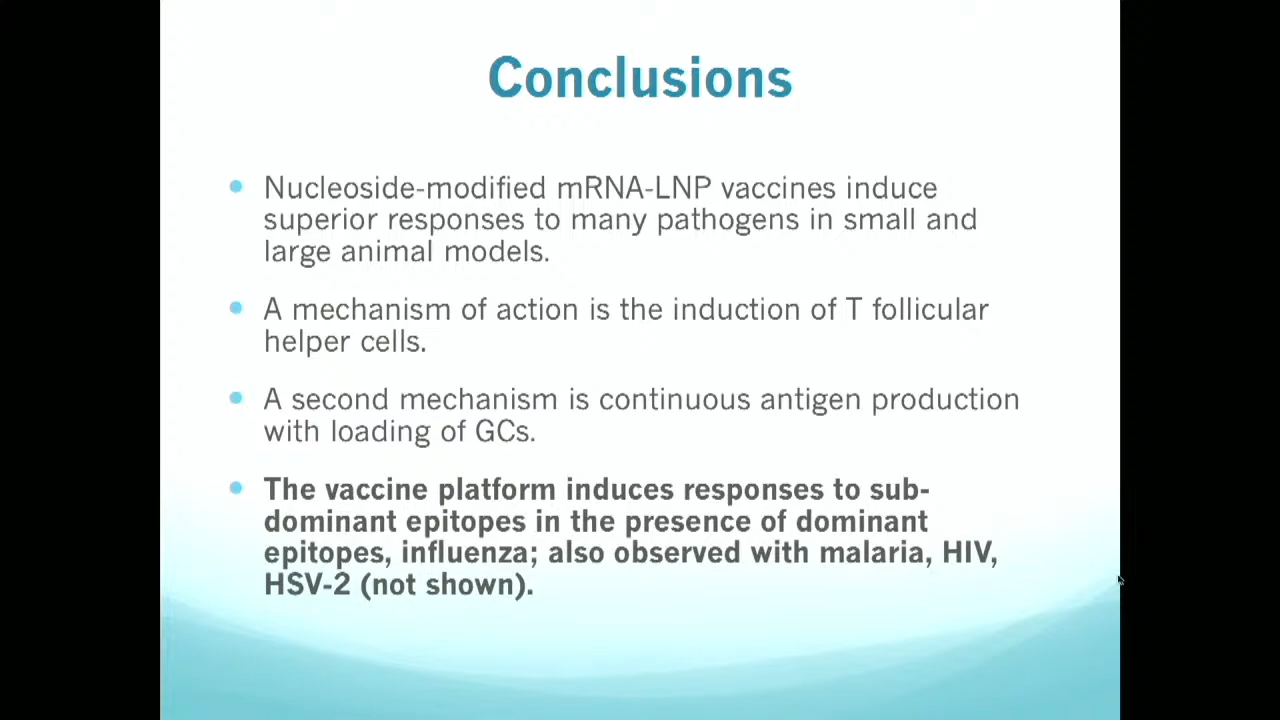 Conclusions
• Nucleoside-modified mRNA-LNP vaccines induce
superior responses to many pathogens in small and
large animal models.
• A mechanism of action is the induction of T follicular
helper cells.
• A second mechanism is continuous antigen production
with loading of GCs.
• The vaccine platform induces responses to sub-
dominant epitopes in the presence of dominant
epitopes, influenza; also observed with malaria, HIV,
HSV-2 (not shown).